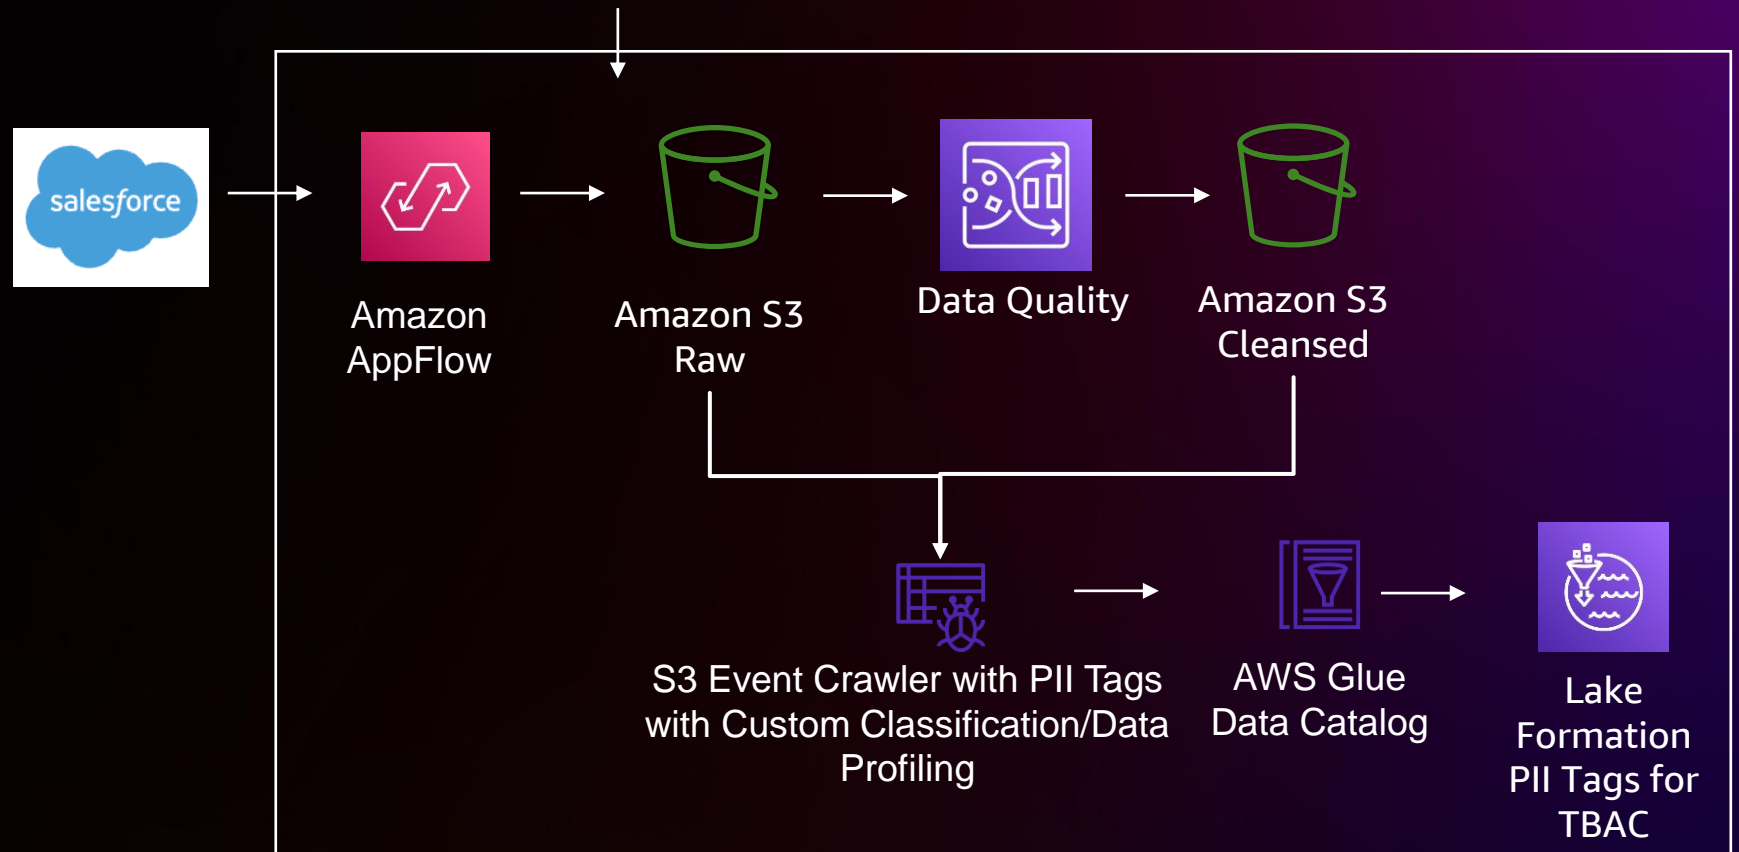 salesforce
Amazon
AppFlow
Amazon S3
Raw
Data Quality
Amazon S3
Cleansed
S3 Event Crawler with PII Tags
with Custom Classification/Data
Profiling
AWS Glue
Data Catalog
Lake
Formation
PII Tags for
TBAC